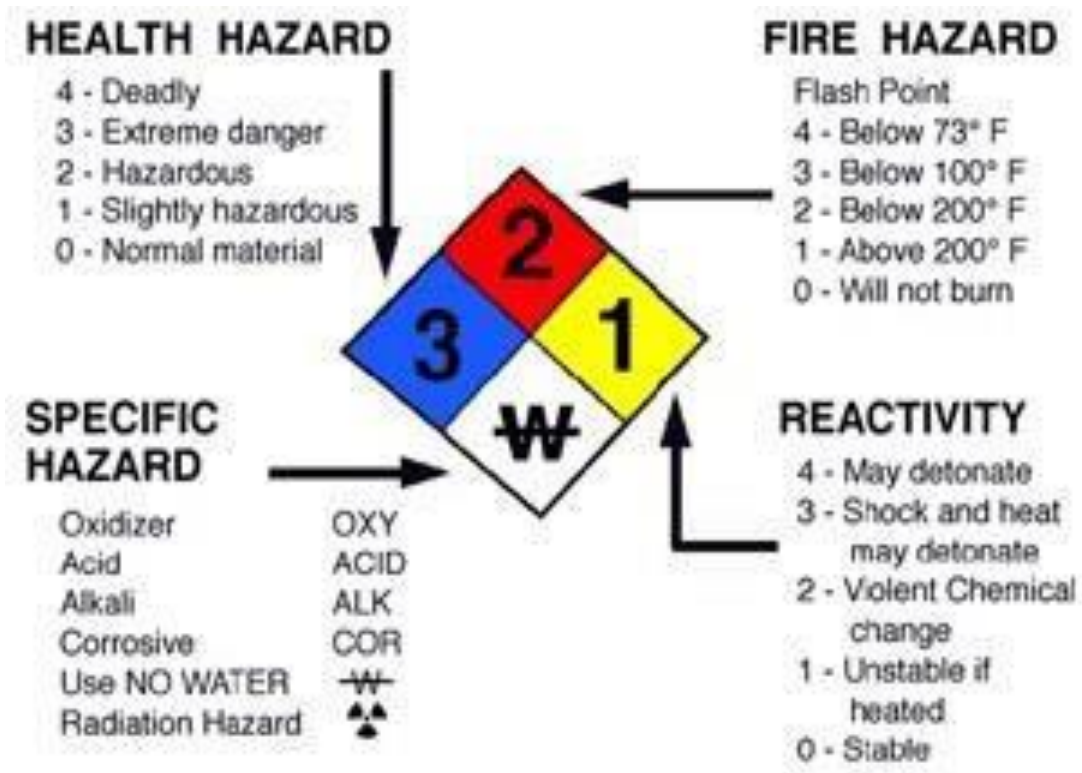 HEALTH HAZARD
4 - Deadly
3 - Extreme danger
2 - Hazardous
1 - Slightly hazardous
0 - Normal material
FIRE HAZARD
Flash Point
4 - Below 73° F
3 - Below 100° F
2 - Below 200° F
1 - Above 200° F
0 - Will not burn
2
3
1
W
SPECIFIC
HAZARD
Oxidizer OXY
Acid ACID
Alkali ALK
Corrosive COR
Use NO WATER W
Radiation Hazard
REACTIVITY
4 - May detonate
3 - Shock and heat
may detonate
2 - Violent Chemical
change
1 - Unstable if
heated
0 - Stable